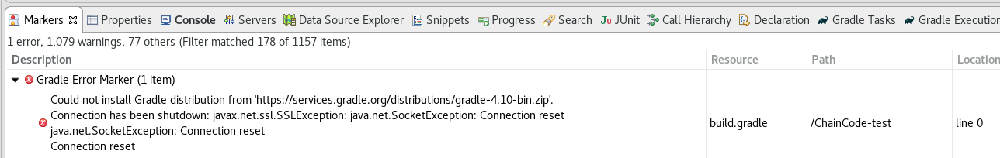 Markers Properties Console Servers Data Source Explorer Snippets Progress Search JUnit Call Hierarchy Declaration Gradle Tasks Gradle Execution
1 error, 1,079 warnings, 77 others (Filter matched 178 of 1157 items)
Description Resource Path Location
Gradle Error Marker (1 item)
Could not install Gradle distribution from 'https://services.gradle.org/distributions/gradle-4.10-bin.zip'.
Connection has been shutdown: javax.net.ssl.SSLException: java.net.SocketException: Connection reset
java.net.SocketException: Connection reset
Connection reset
build.gradle /ChainCode-test line 0